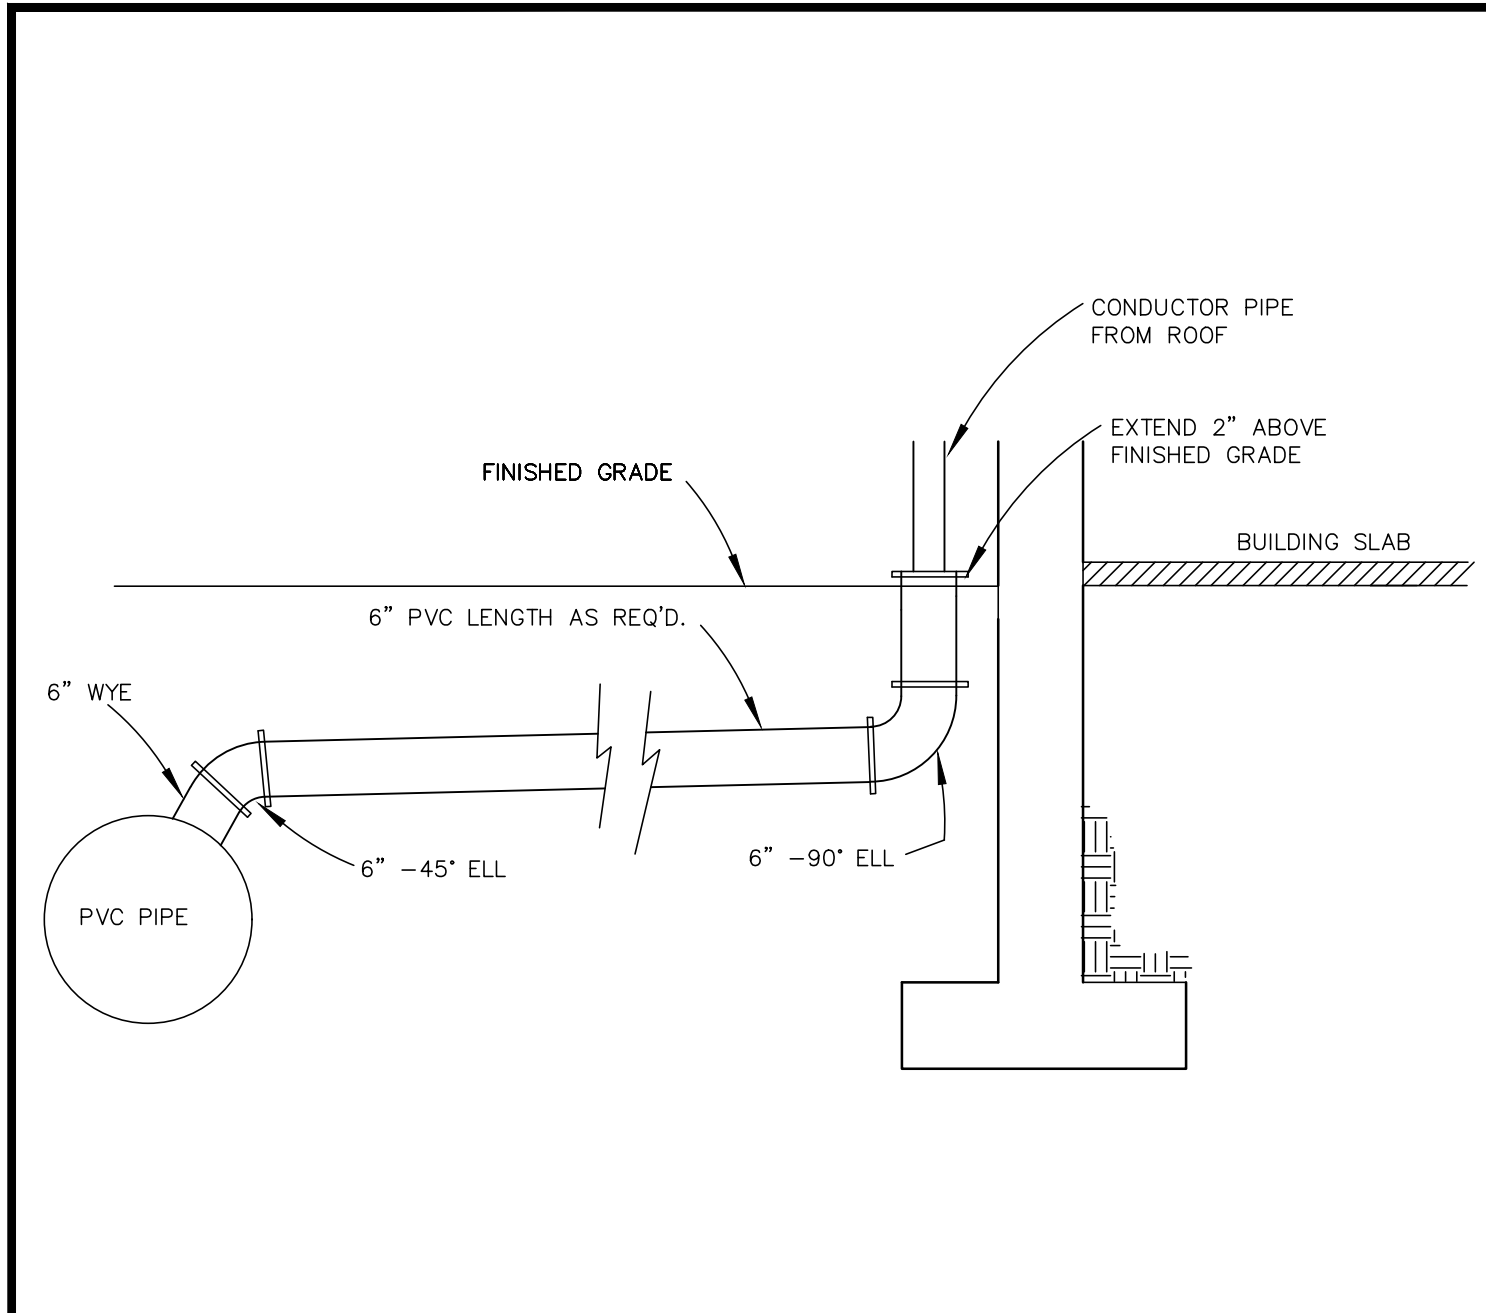 CONDUCTOR PIPE
FROM ROOF
EXTEND 2" ABOVE
FINISHED GRADE
FINISHED GRADE
BUILDING SLAB
6" PVC LENGTH AS REQ'D.
6" WYE
6" -45° ELL
6" -90° ELL
PVC PIPE